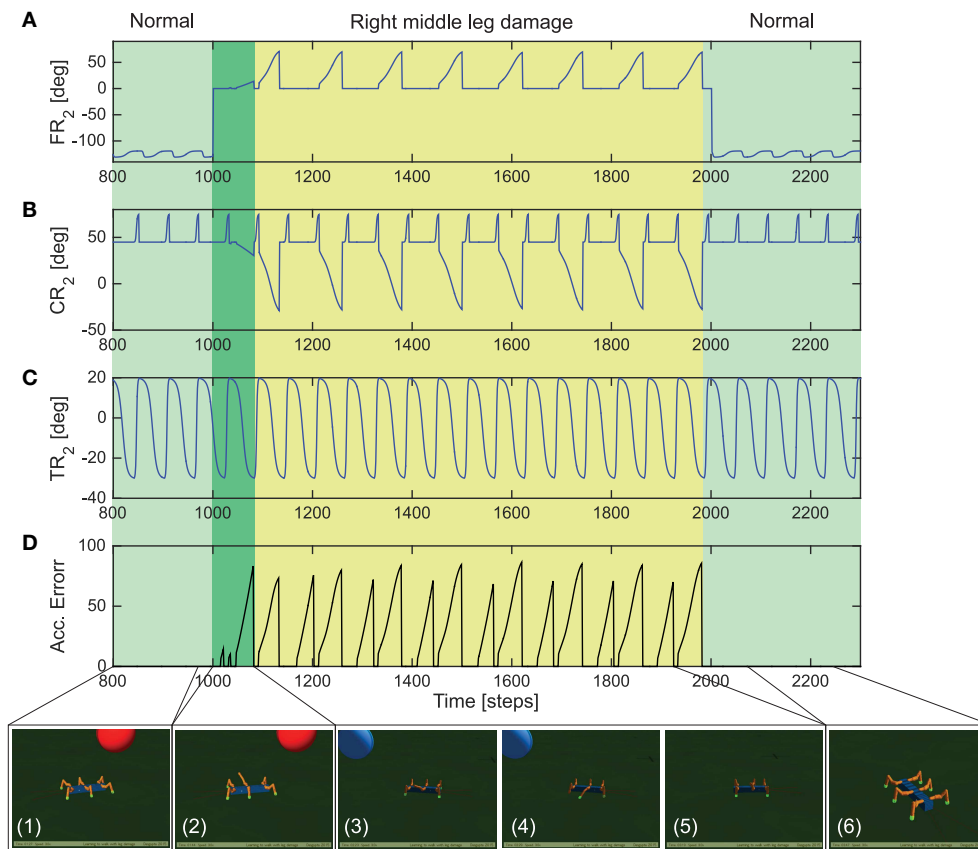 A
Normal Right middle leg damage Normal
FR2 [deg]
50
0
-50
-100
800 1000 1200 1400 1600 1800 2000 2200
B
CR2 [deg]
50
0
-50
800 1000 1200 1400 1600 1800 2000 2200
C
TR2 [deg]
20
0
-20
-40
800 1000 1200 1400 1600 1800 2000 2200
D
Acc. Errorr
100
50
0
800 1000 1200 1400 1600 1800 2000 2200
Time [steps]
(1) (2) (3) (4) (5) (6)